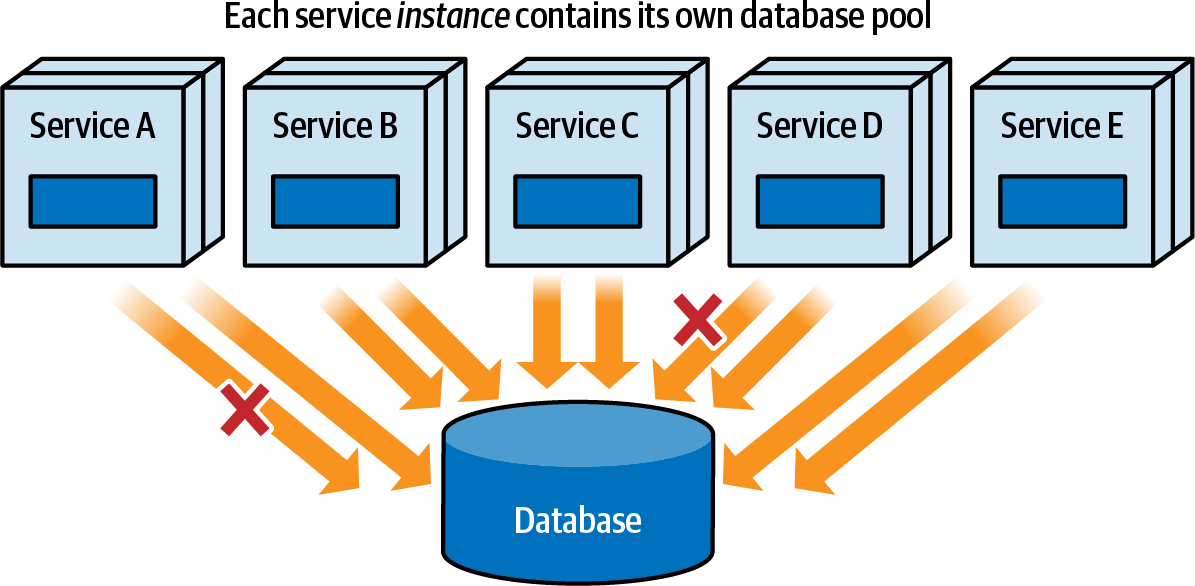 Each service instance contains its own database pool
Service A
Service B
Service C
Service D
Service E
Database